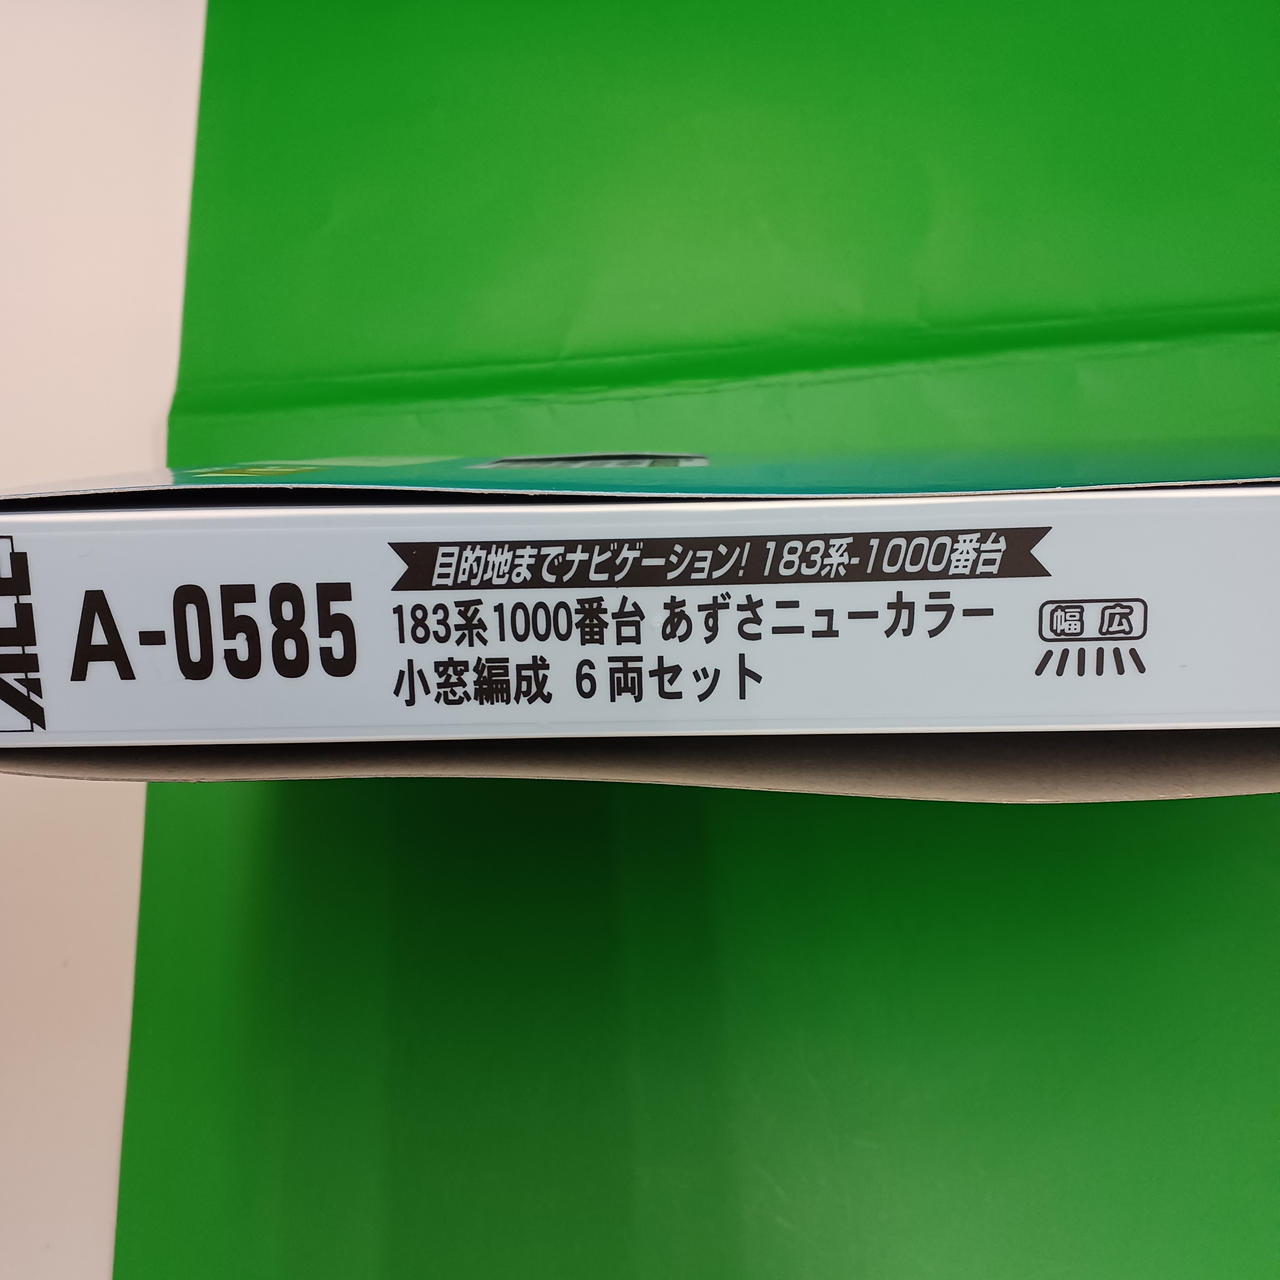 A-0585
目的地までナビゲーション! 183系-1000番台
183系1000番台 あずさニューカラー
小窓編成 6両セット
幅広